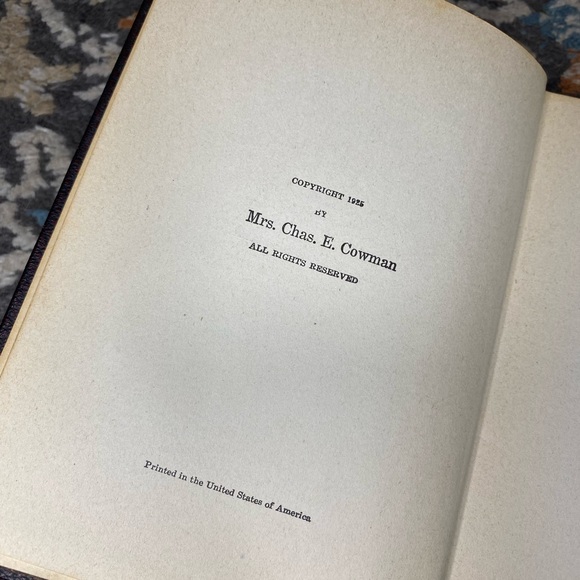 COPYRIGHT 1925
BY
Mrs. Chas. E. Cowman
ALL RIGHTS RESERVED
Printed in the United States of America